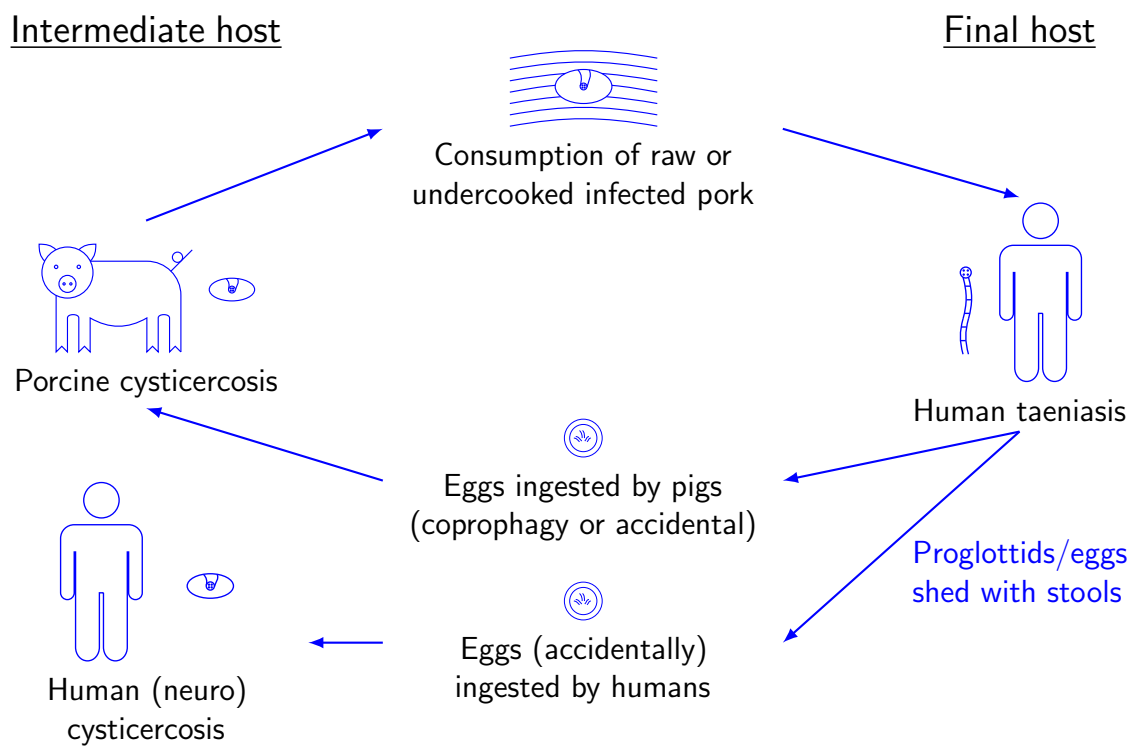 Intermediate host
Final host
Consumption of raw or
undercooked infected pork
Porcine cysticercosis
Human taeniasis
Eggs ingested by pigs
(coprophagy or accidental)
Proglottids/eggs
shed with stools
Eggs (accidentally)
ingested by humans
Human (neuro)
cysticercosis